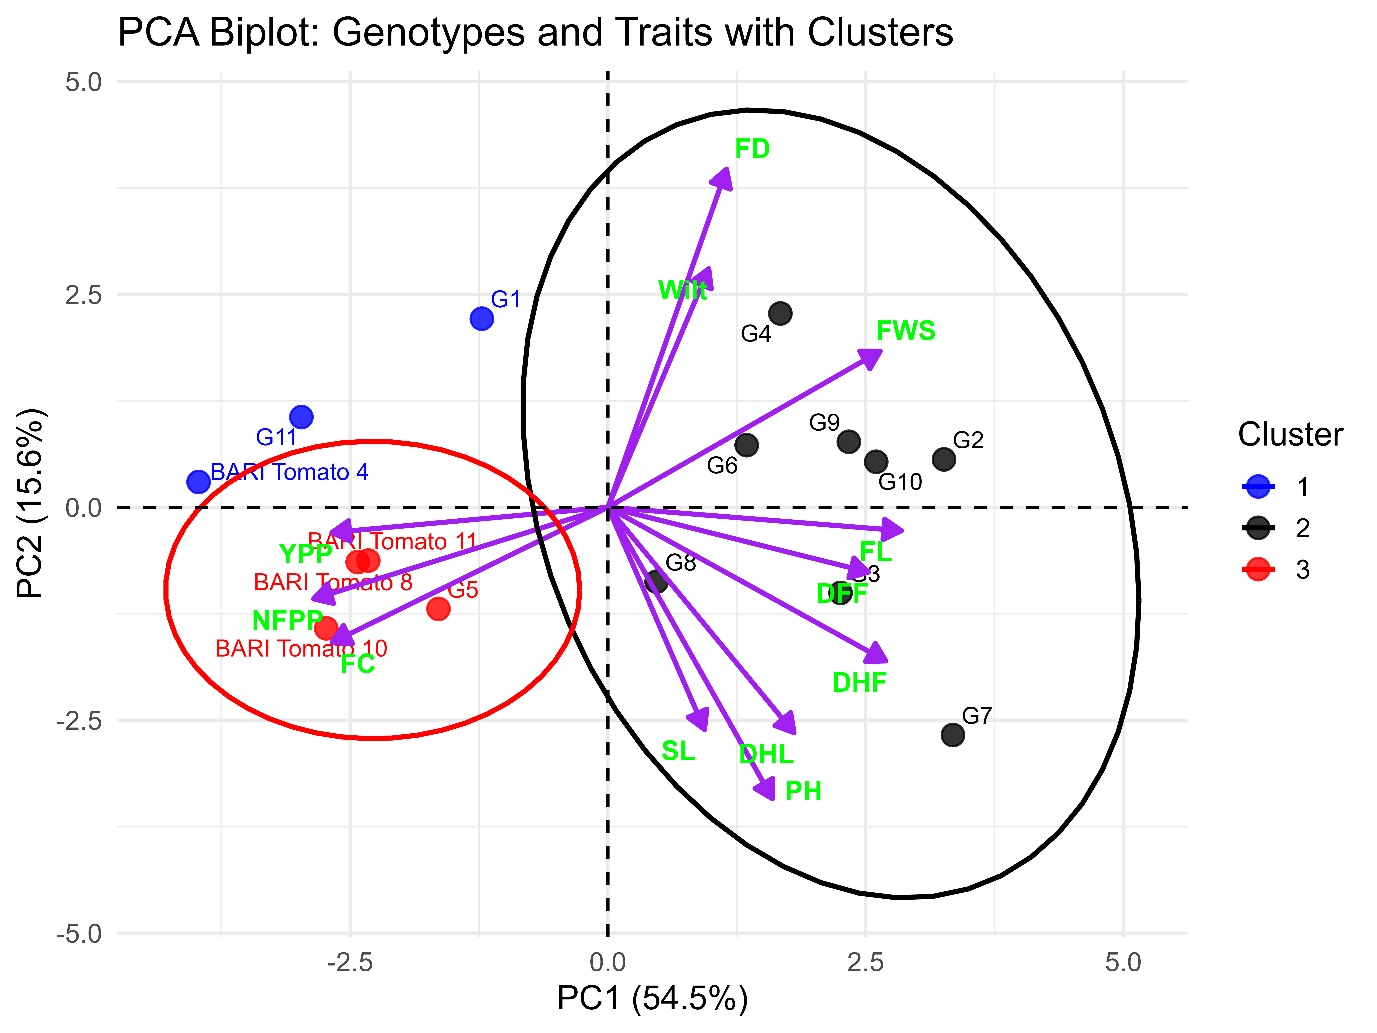 PCA Biplot: Genotypes and Traits with Clusters
5.0
FD
2.5
G1
Wilt
G4
FWS
G11
G9
G2
G6
G10
BARI Tomato 4
0.0
BARI Tomato 11
YPP
FL
G8
G3
BARI Tomato 8
G5
DFF
NFPP
BARI Tomato 10
FC
DHF
-2.5
G7
SL
DHL
PH
-5.0
-2.5
0.0
2.5
5.0
PC1 (54.5%)
PC2 (15.6%)
Cluster
1
2
3